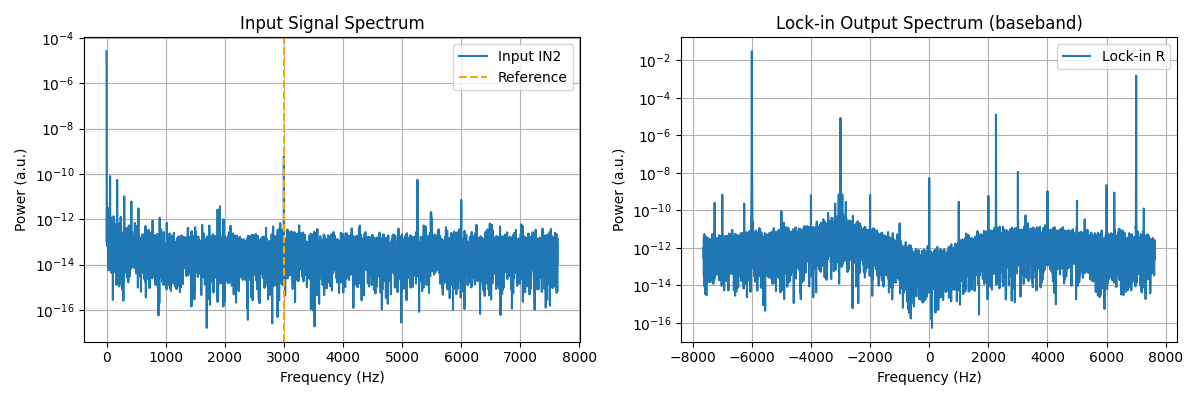 Input Signal Spectrum
Power (a.u.)
10⁻⁴
10⁻⁶
10⁻⁸
10⁻¹⁰
10⁻¹²
10⁻¹⁴
10⁻¹⁶
Input IN2
Reference
0 1000 2000 3000 4000 5000 6000 7000 8000
Frequency (Hz)
Lock-in Output Spectrum (baseband)
Power (a.u.)
10⁻²
10⁻⁴
10⁻⁶
10⁻⁸
10⁻¹⁰
10⁻¹²
10⁻¹⁴
10⁻¹⁶
Lock-in R
−8000 −6000 −4000 −2000 0 2000 4000 6000 8000
Frequency (Hz)